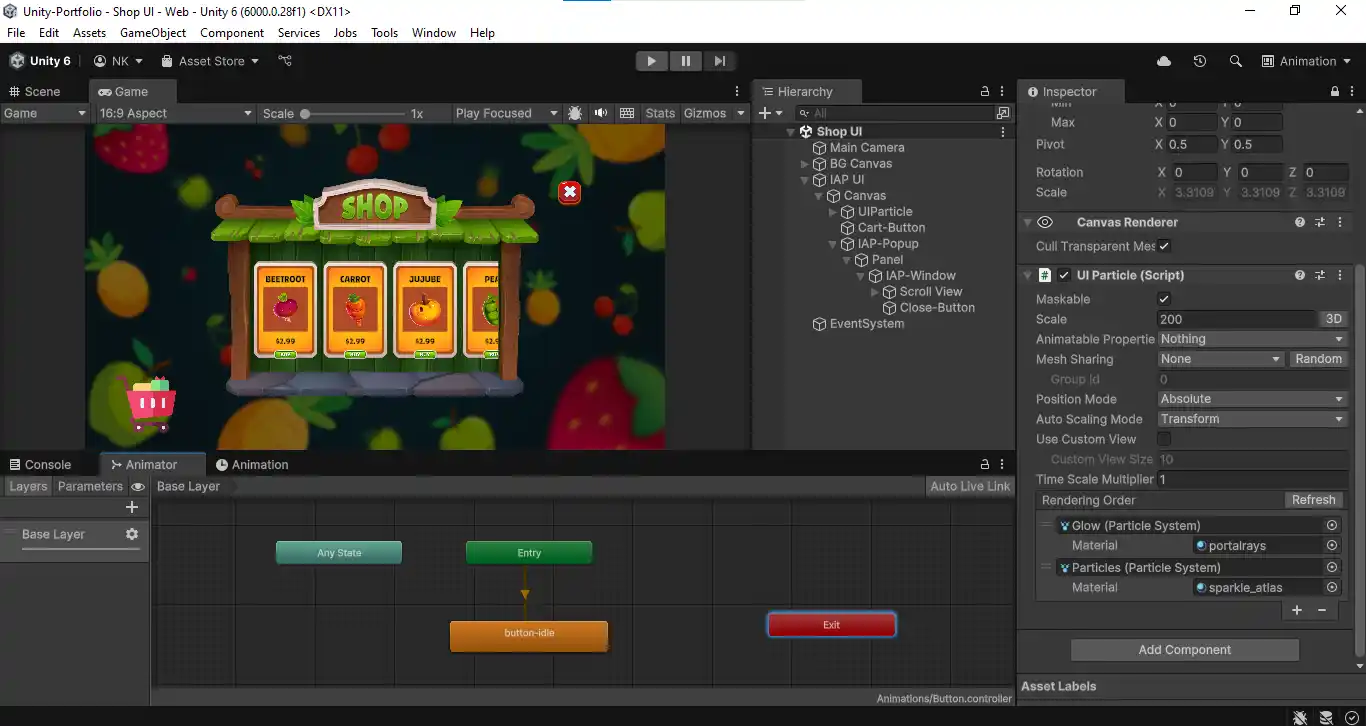 Unity-Portfolio - Shop UI - Web - Unity 6 (6000.0.28f1) <DX11>
File Edit Assets GameObject Component Services Jobs Tools Window Help
Unity 6 NK Asset Store Animation
Scene Game
Game 16:9 Aspect Scale 1x Play Focused Stats Gizmos
SHOP
BEETROOT CARROT JUJUBE PEA
$2.99 $2.99 $2.99 $2.9
Hierarchy
All
Shop UI
Main Camera
BG Canvas
IAP UI
Canvas
UIParticle
Cart-Button
IAP-Popup
Panel
IAP-Window
Scroll View
Close-Button
EventSystem
Inspector
Min X 0 Y 0
Max X 0 Y 0
Pivot X 0.5 Y 0.5
Rotation X 0 Y 0 Z 0
Scale X 3.3109 Y 3.3109 Z 3.3109
Canvas Renderer
Cull Transparent Mes
UI Particle (Script)
Maskable
Scale 200 3D
Animatable Propertie Nothing
Mesh Sharing None Random
Group Id 0
Position Mode Absolute
Auto Scaling Mode Transform
Use Custom View
Custom View Size 10
Time Scale Multiplier 1
Rendering Order Refresh
Glow (Particle System)
Material portalrays
Particles (Particle System)
Material sparkle_atlas
Add Component
Asset Labels
Console Animator Animation
Layers Parameters Base Layer Auto Live Link
Base Layer
Any State Entry
button-idle
Exit
Animations/Button.controller